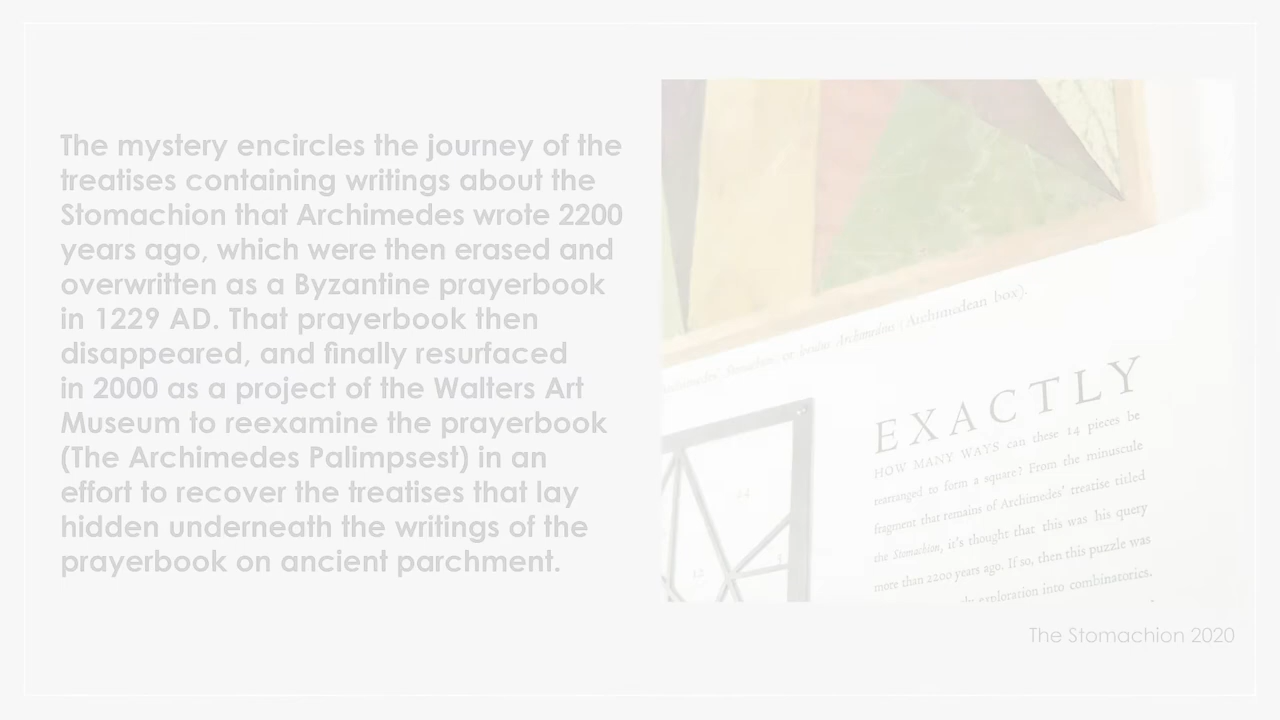 The mystery encircles the journey of the
treatises containing writings about the
Stomachion that Archimedes wrote 2200
years ago, which were then erased and
overwritten as a Byzantine prayerbook
in 1229 AD. That prayerbook then
disappeared, and finally resurfaced
in 2000 as a project of the Walters Art
Museum to reexamine the prayerbook
(The Archimedes Palimpsest) in an
effort to recover the treatises that lay
hidden underneath the writings of the
prayerbook on ancient parchment.
Stomachion, or loculus Archimedius (Archimedean box).
EXACTLY
HOW MANY WAYS can these 14 pieces be
rearranged to form a square? From the minuscule
fragment that remains of Archimedes' treatise titled
the Stomachion, it's thought that this was his query
more than 2200 years ago. If so, then this puzzle was
exploration into combinatorics.
14
12
The Stomachion 2020